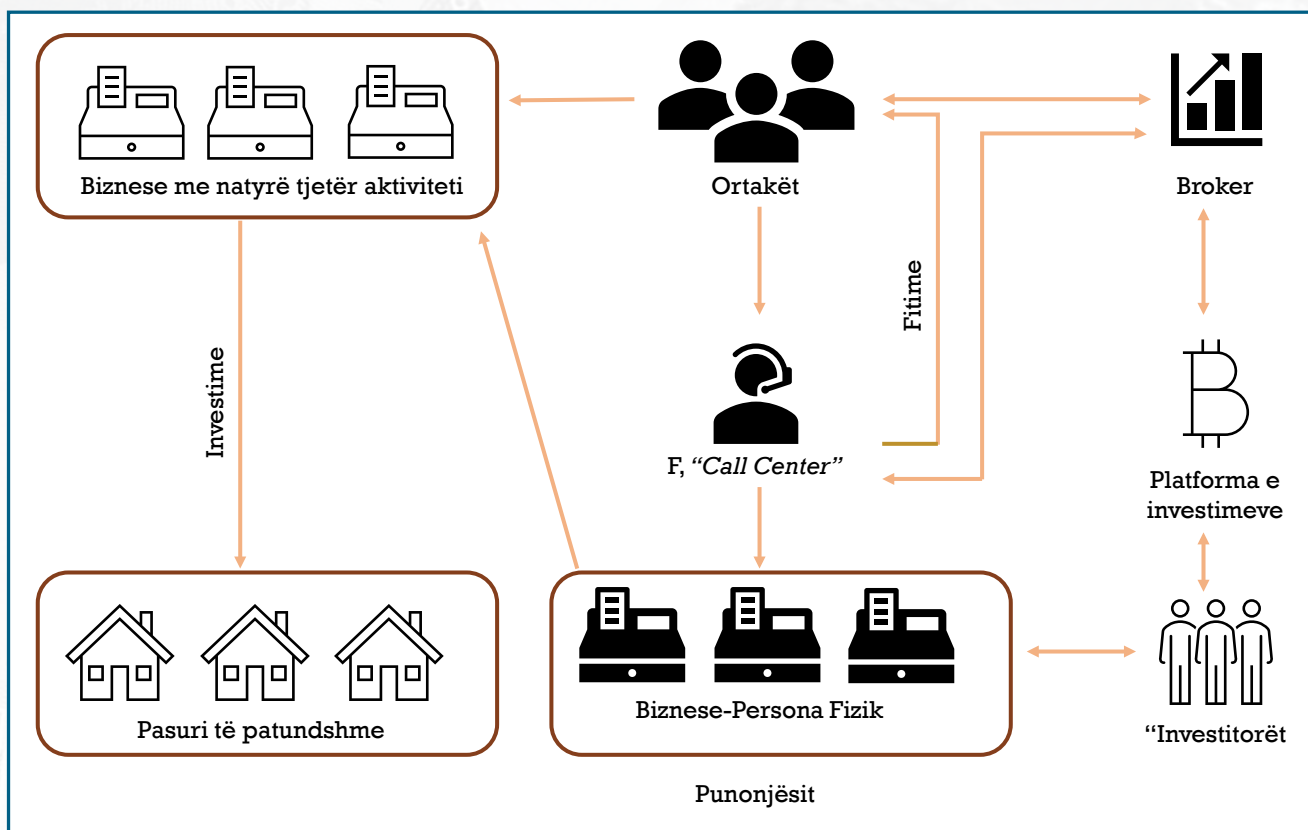 Biznese me natyrë tjetër aktiviteti
Ortakët
Broker
Fitime
Investime
F, “Call Center”
Platforma e
investimeve
Pasuri të patundshme
Biznese-Persona Fizik
“Investitorët
Punonjësit